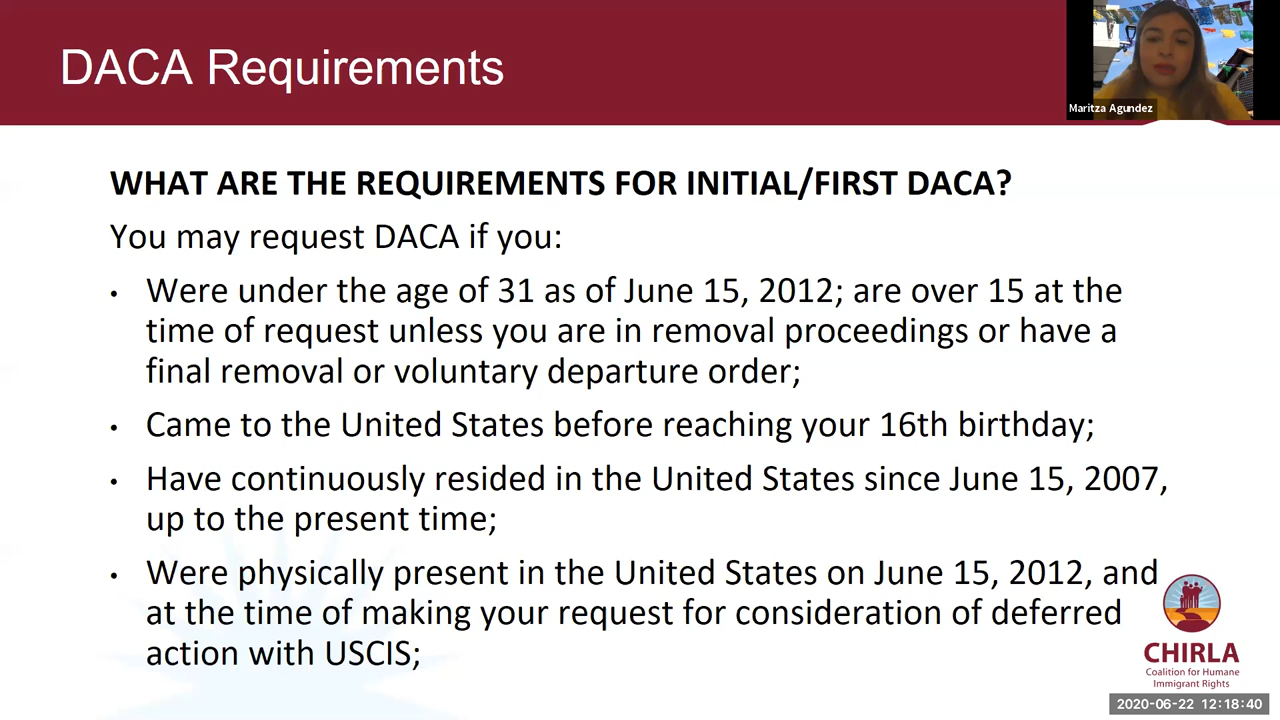 DACA Requirements
Maritza Agundez
WHAT ARE THE REQUIREMENTS FOR INITIAL/FIRST DACA?
You may request DACA if you:
• Were under the age of 31 as of June 15, 2012; are over 15 at the
time of request unless you are in removal proceedings or have a
final removal or voluntary departure order;
• Came to the United States before reaching your 16th birthday;
• Have continuously resided in the United States since June 15, 2007,
up to the present time;
• Were physically present in the United States on June 15, 2012, and
at the time of making your request for consideration of deferred
action with USCIS;
CHIRLA
Coalition for Humane
Immigrant Rights
2020-06-22 12:18:40